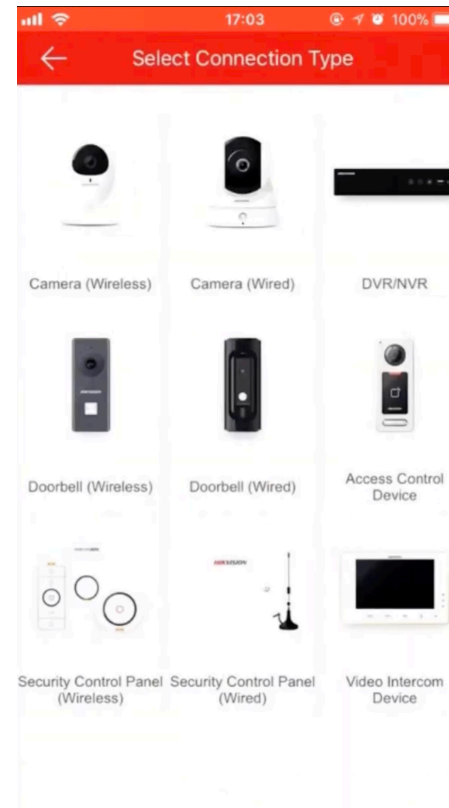 17:03
100%
Select Connection Type
Camera (Wireless)
Camera (Wired)
DVR/NVR
Doorbell (Wireless)
Doorbell (Wired)
Access Control
Device
HIKVISION
Security Control Panel
(Wireless)
Security Control Panel
(Wired)
Video Intercom
Device